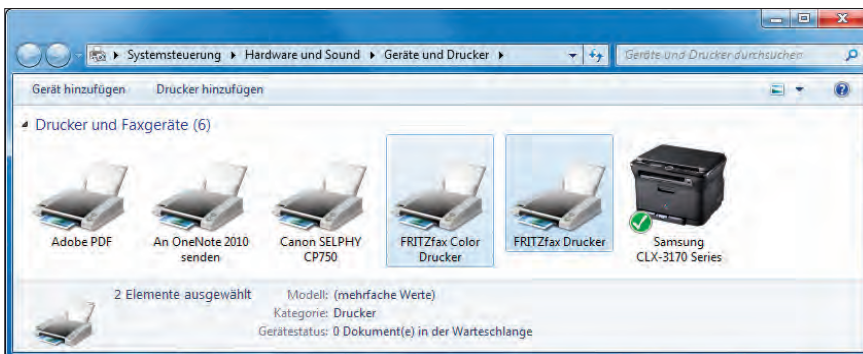 Systemsteuerung ▸ Hardware und Sound ▸ Geräte und Drucker ▸
Geräte und Drucker durchsuchen
Gerät hinzufügen Drucker hinzufügen
Drucker und Faxgeräte (6)
Adobe PDF
An OneNote 2010
senden
Canon SELPHY
CP750
FRITZfax Color
Drucker
FRITZfax Drucker
Samsung
CLX-3170 Series
2 Elemente ausgewählt
Modell: (mehrfache Werte)
Kategorie: Drucker
Gerätestatus: 0 Dokument(e) in der Warteschlange